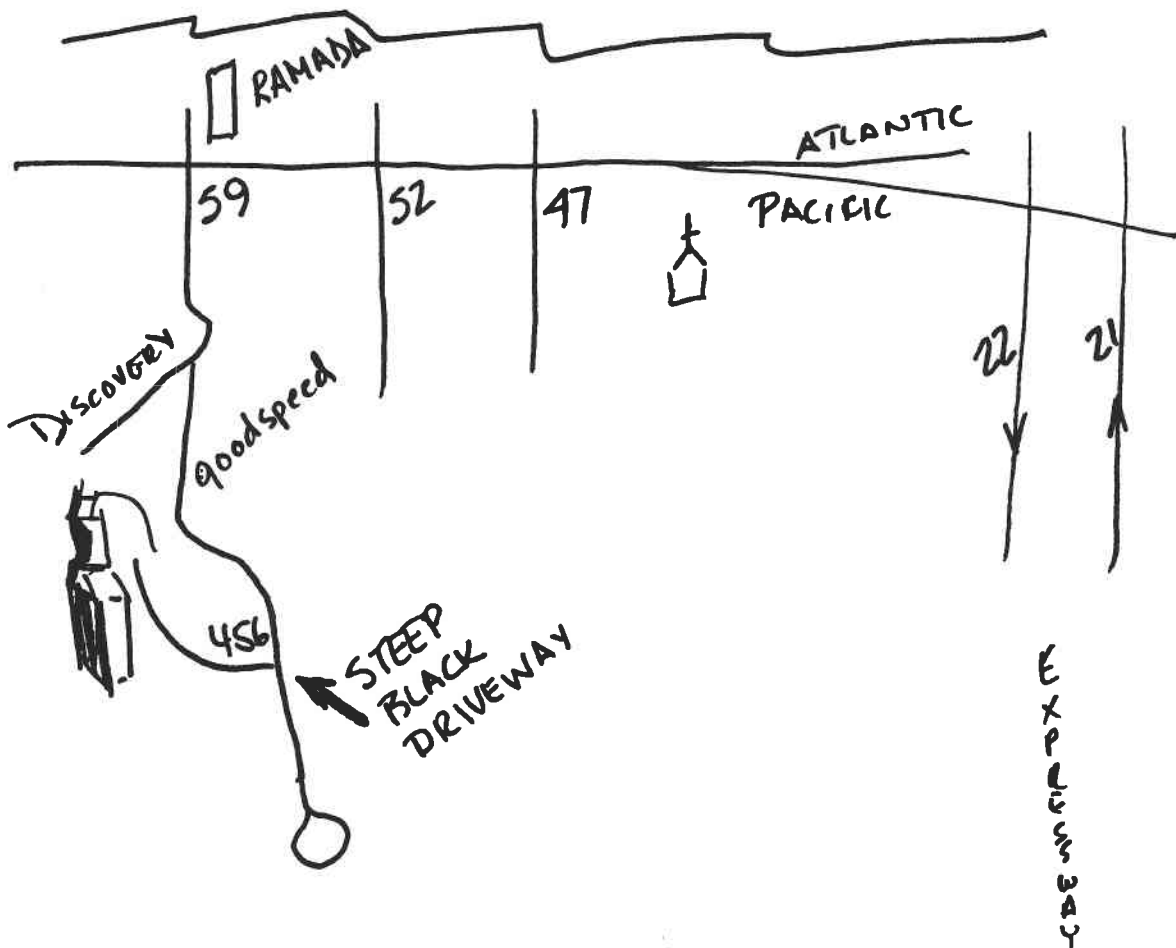 RAMADA
ATLANTIC
59
52
47
PACIFIC
DISCOVERY
goodspeed
22
21
456
STEEP
BLACK
DRIVEWAY
EXPRESSWAY